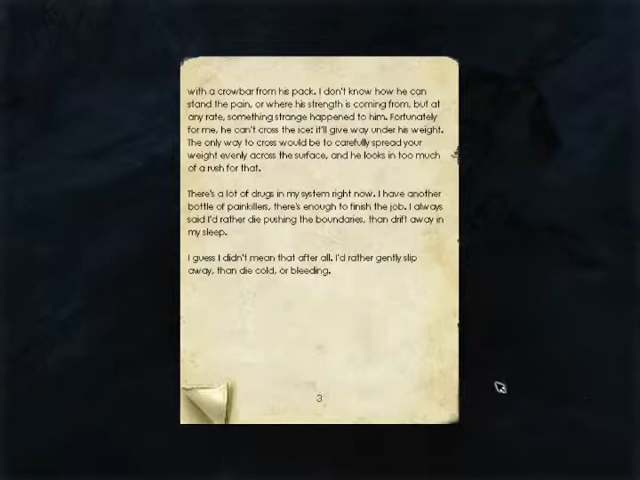 with a crowbar from his pack. I don't know how he can
stand the pain, or where his strength is coming from, but at
any rate, something strange happened to him. Fortunately
for me, he can't cross the ice: it'll give way under his weight.
The only way to cross would be to carefully spread your
weight evenly across the surface, and he looks in too much
of a rush for that.
There's a lot of drugs in my system right now. I have another
bottle of painkillers, there's enough to finish the job. I always
said I'd rather die pushing the boundaries, than drift away in
my sleep.
I guess I didn't mean that after all. I'd rather gently slip
away, than die cold, or bleeding.
3